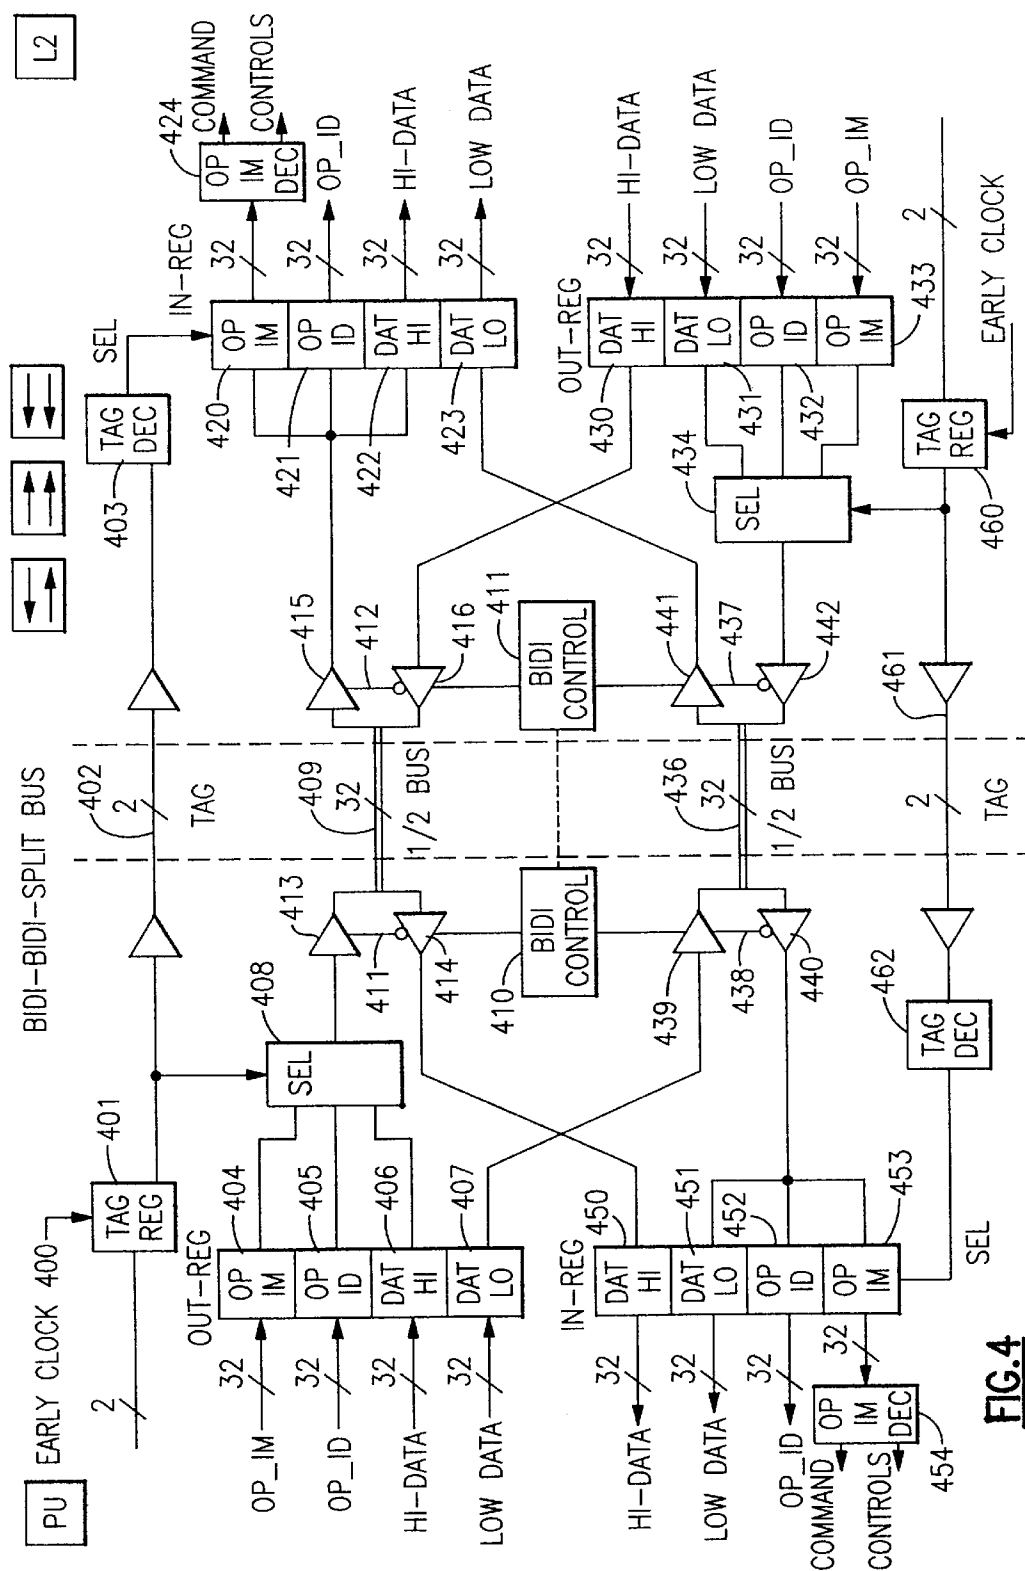 BIDI-BIDI-SPLIT BUS
PU
L2
EARLY CLOCK 400
2
TAG
REG
401
402
2
TAG
TAG
DEC
403
SEL
OUT-REG
OP_IM
32
OP
IM
404
OP_ID
32
OP
ID
405
HI-DATA
32
DAT
HI
406
LOW DATA
32
DAT
LO
407
SEL
408
413
411
414
409
32
1/2 BUS
415
412
416
IN-REG
OP
IM
420
32
OP
IM
DEC
424
COMMAND
CONTROLS
OP
ID
421
32
OP_ID
DAT
HI
422
32
HI-DATA
DAT
LO
423
32
LOW DATA
BIDI
CONTROL
410
BIDI
CONTROL
411
IN-REG
HI-DATA
32
DAT
HI
450
LOW DATA
32
DAT
LO
451
OP_ID
32
OP
ID
452
32
OP
IM
453
OP
IM
DEC
454
COMMAND
CONTROLS
SEL
439
438
440
436
32
1/2 BUS
441
437
442
SEL
434
OUT-REG
DAT
HI
430
32
HI-DATA
DAT
LO
431
32
LOW DATA
OP
ID
432
32
OP_ID
OP
IM
433
32
OP_IM
TAG
DEC
462
2
TAG
461
TAG
REG
460
2
EARLY CLOCK
FIG.4